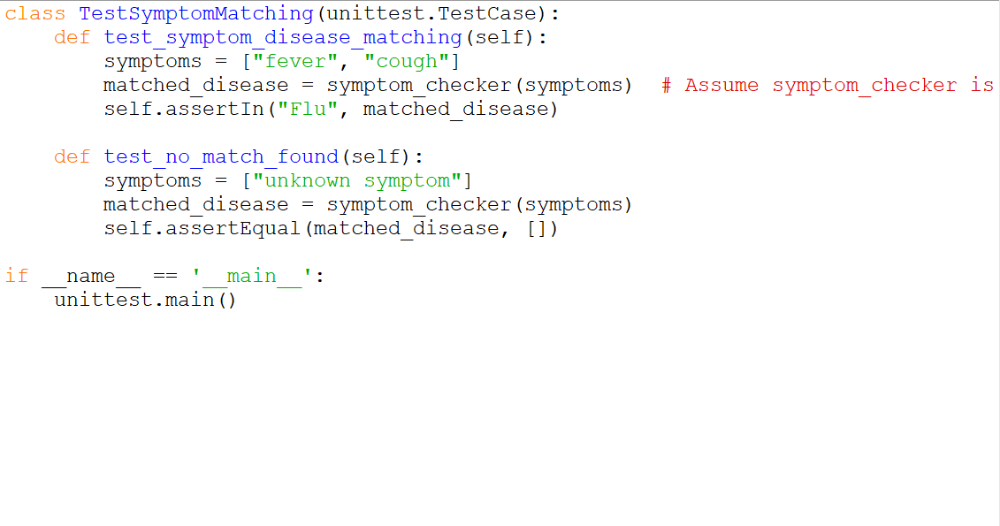 class TestSymptomMatching(unittest.TestCase):
    def test_symptom_disease_matching(self):
        symptoms = ["fever", "cough"]
        matched_disease = symptom_checker(symptoms)  # Assume symptom_checker is
        self.assertIn("Flu", matched_disease)

    def test_no_match_found(self):
        symptoms = ["unknown symptom"]
        matched_disease = symptom_checker(symptoms)
        self.assertEqual(matched_disease, [])

if __name__ == '__main__':
    unittest.main()